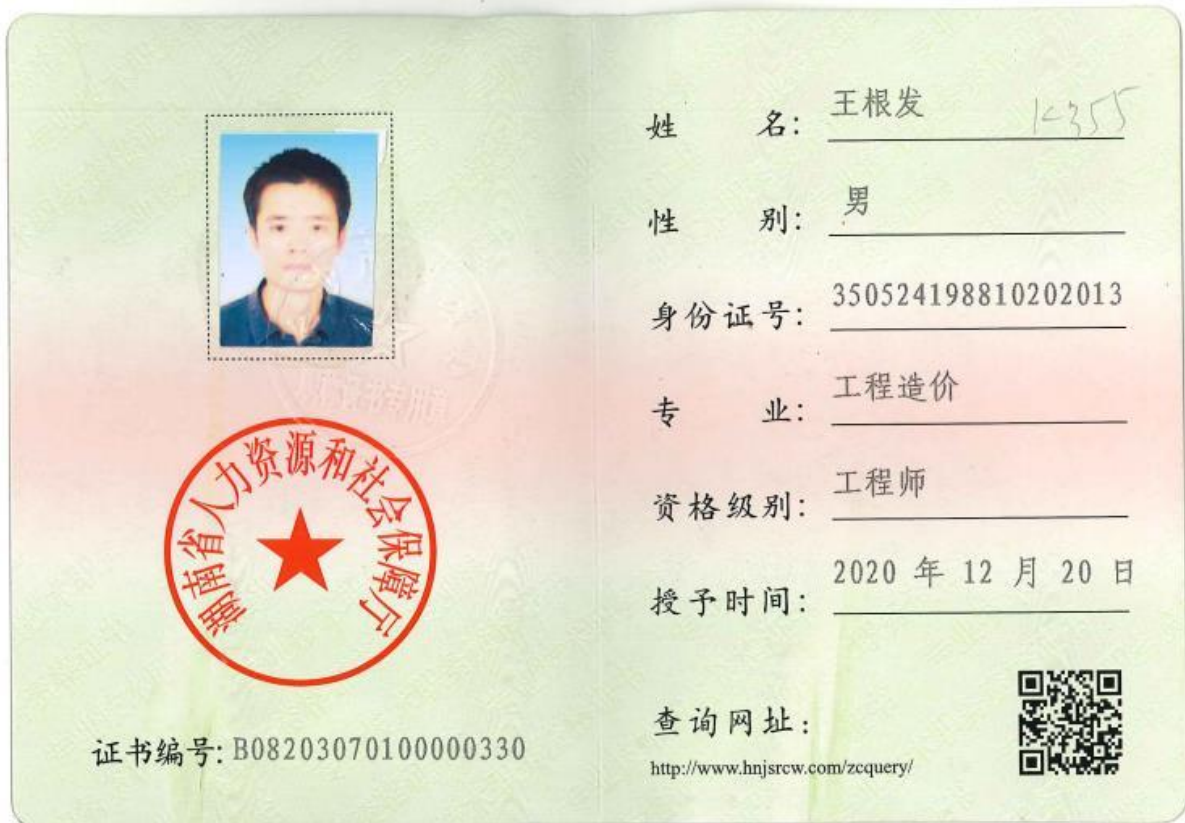 湖南省人力资源和社会保障厅
证书编号: B08203070100000330
姓 名: 王根发 K355
性 别: 男
身份证号: 350524198810202013
专 业: 工程造价
资格级别: 工程师
授予时间: 2020 年 12 月 20 日
查询网址:
http://www.hnjsrcw.com/zcquery/